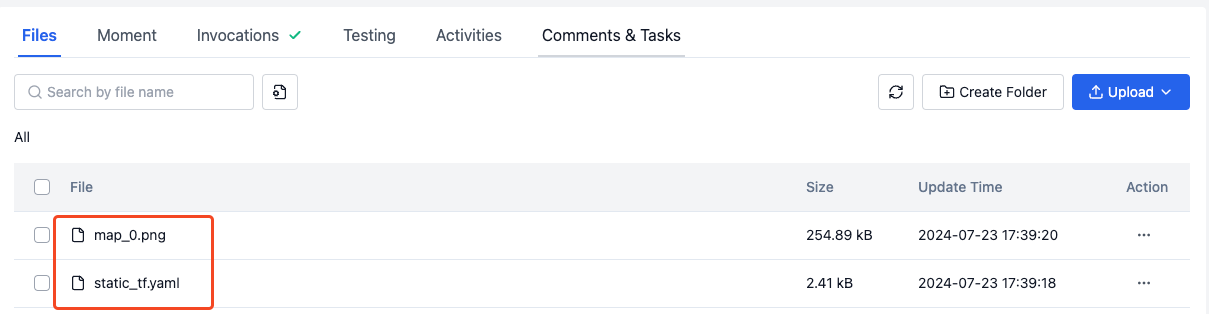 Files Moment Invocations Testing Activities Comments & Tasks
Search by file name Create Folder Upload
All
File Size Update Time Action
map_0.png 254.89 kB 2024-07-23 17:39:20
static_tf.yaml 2.41 kB 2024-07-23 17:39:18